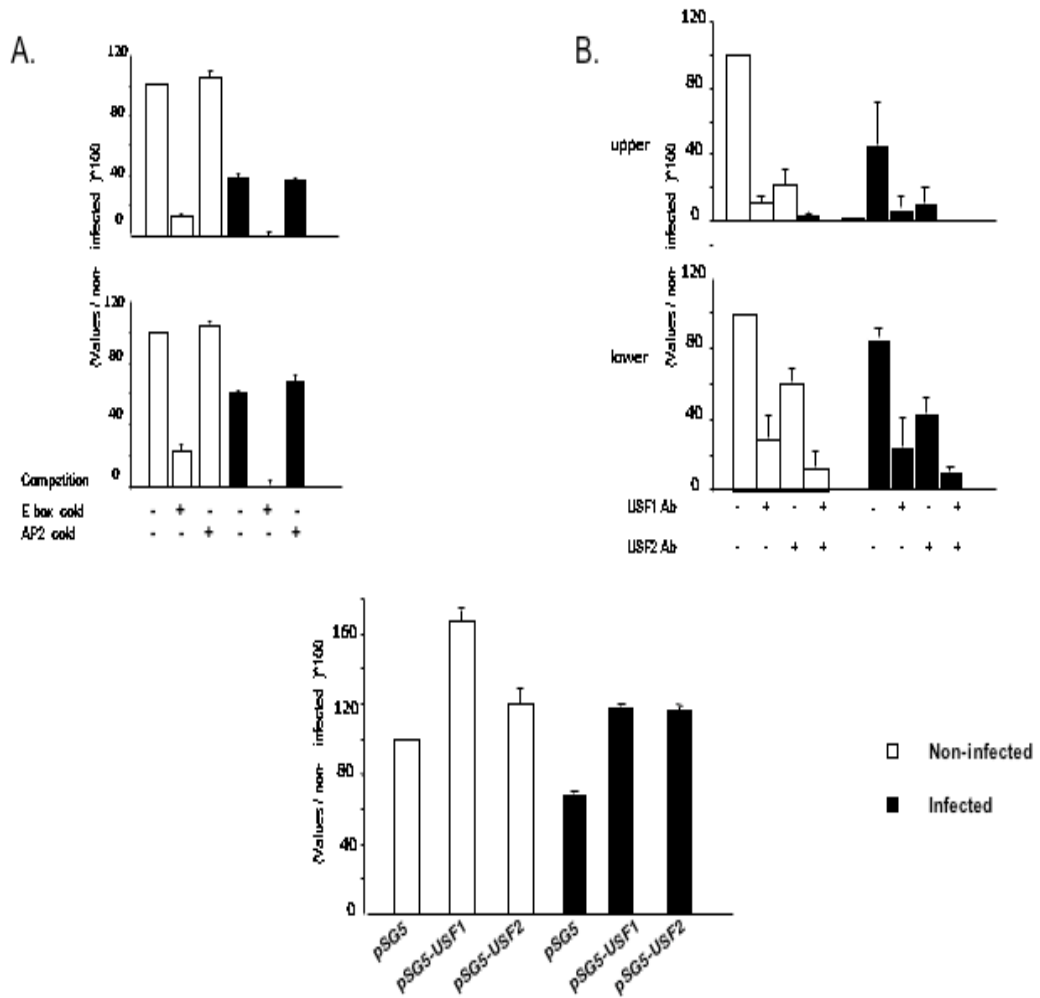 A.
120
80
40
0
120
80
40
0
(Values / non- infected )*100
Competition
E box cold - + - - + -
AP2 cold - - + - - +
B.
upper
120
80
40
0
lower
120
80
40
0
(Values / non- infected )*100
USF1 Ab - + - + - + - +
USF2 Ab - - + + - - + +
(Values / non- infected )*100
160
120
80
40
0
pSG5
pSG5-USF1
pSG5-USF2
pSG5
pSG5-USF1
pSG5-USF2
Non-infected
Infected